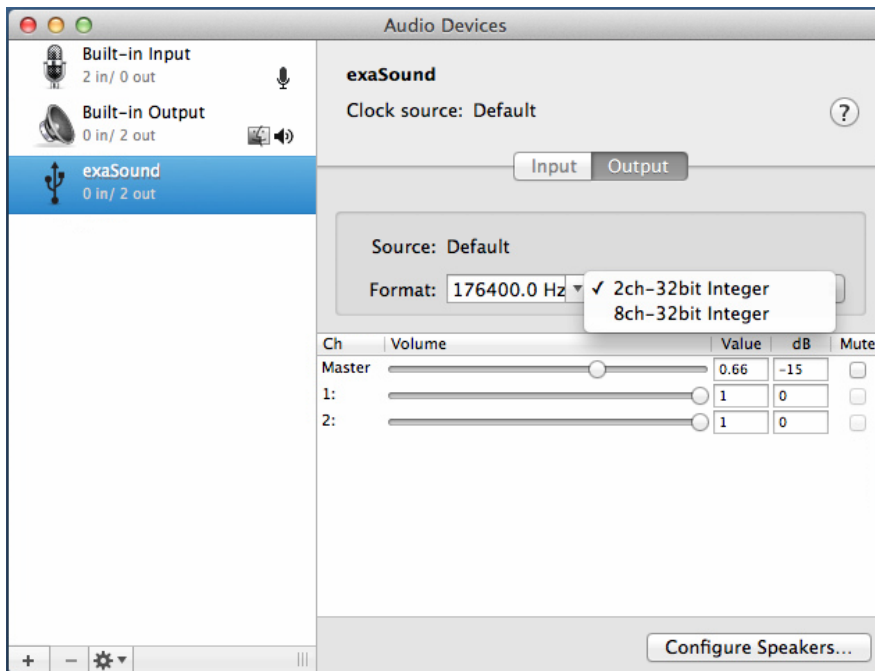 Audio Devices
Built-in Input
2 in/ 0 out
Built-in Output
0 in/ 2 out
exaSound
0 in/ 2 out
exaSound
Clock source: Default
?
Input Output
Source: Default
Format: 176400.0 Hz ✓ 2ch-32bit Integer
8ch-32bit Integer
Ch Volume Value dB Mute
Master 0.66 -15
1: 1 0
2: 1 0
Configure Speakers...